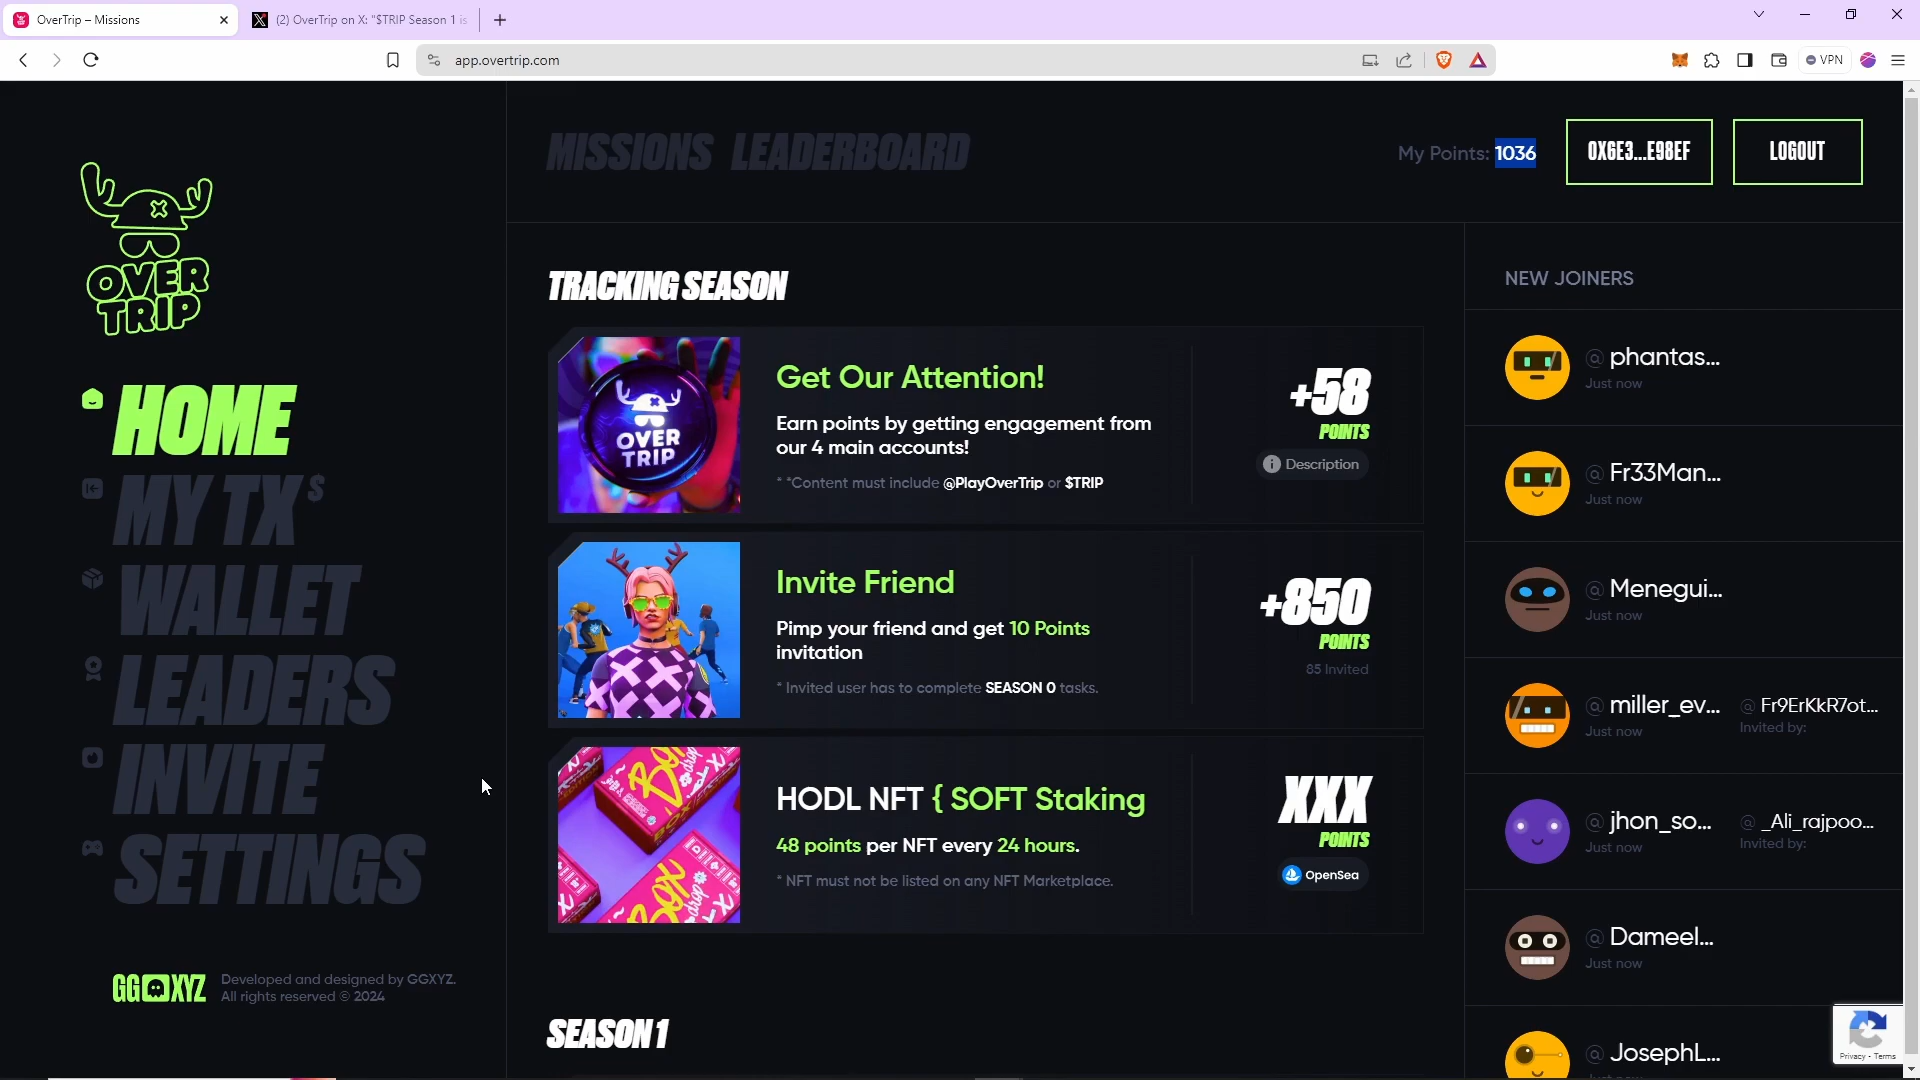 OverTrip – Missions
(2) OverTrip on X: "$TRIP Season 1 is
app.overtrip.com
VPN
OVER
TRIP
MISSIONS LEADERBOARD
My Points: 1036
0X6E3...E98EF
LOGOUT
HOME
MY TX $
WALLET
LEADERS
INVITE
SETTINGS
GG XYZ
Developed and designed by GGXYZ.
All rights reserved © 2024
TRACKING SEASON
OVER
TRIP
Get Our Attention!
Earn points by getting engagement from
our 4 main accounts!
* *Content must include @PlayOverTrip or $TRIP
+58
POINTS
Description
Invite Friend
Pimp your friend and get 10 Points
invitation
* Invited user has to complete SEASON 0 tasks.
+850
POINTS
85 Invited
HODL NFT { SOFT Staking
48 points per NFT every 24 hours.
* NFT must not be listed on any NFT Marketplace.
XXX
POINTS
OpenSea
SEASON 1
NEW JOINERS
@ phantas...
Just now
@ Fr33Man...
Just now
@ Menegui...
Just now
@ miller_ev...
Just now
@ Fr9ErKkR7ot...
Invited by:
@ jhon_so...
Just now
@ _Ali_rajpoo...
Invited by:
@ Dameel...
Just now
@ JosephL...
Privacy - Terms